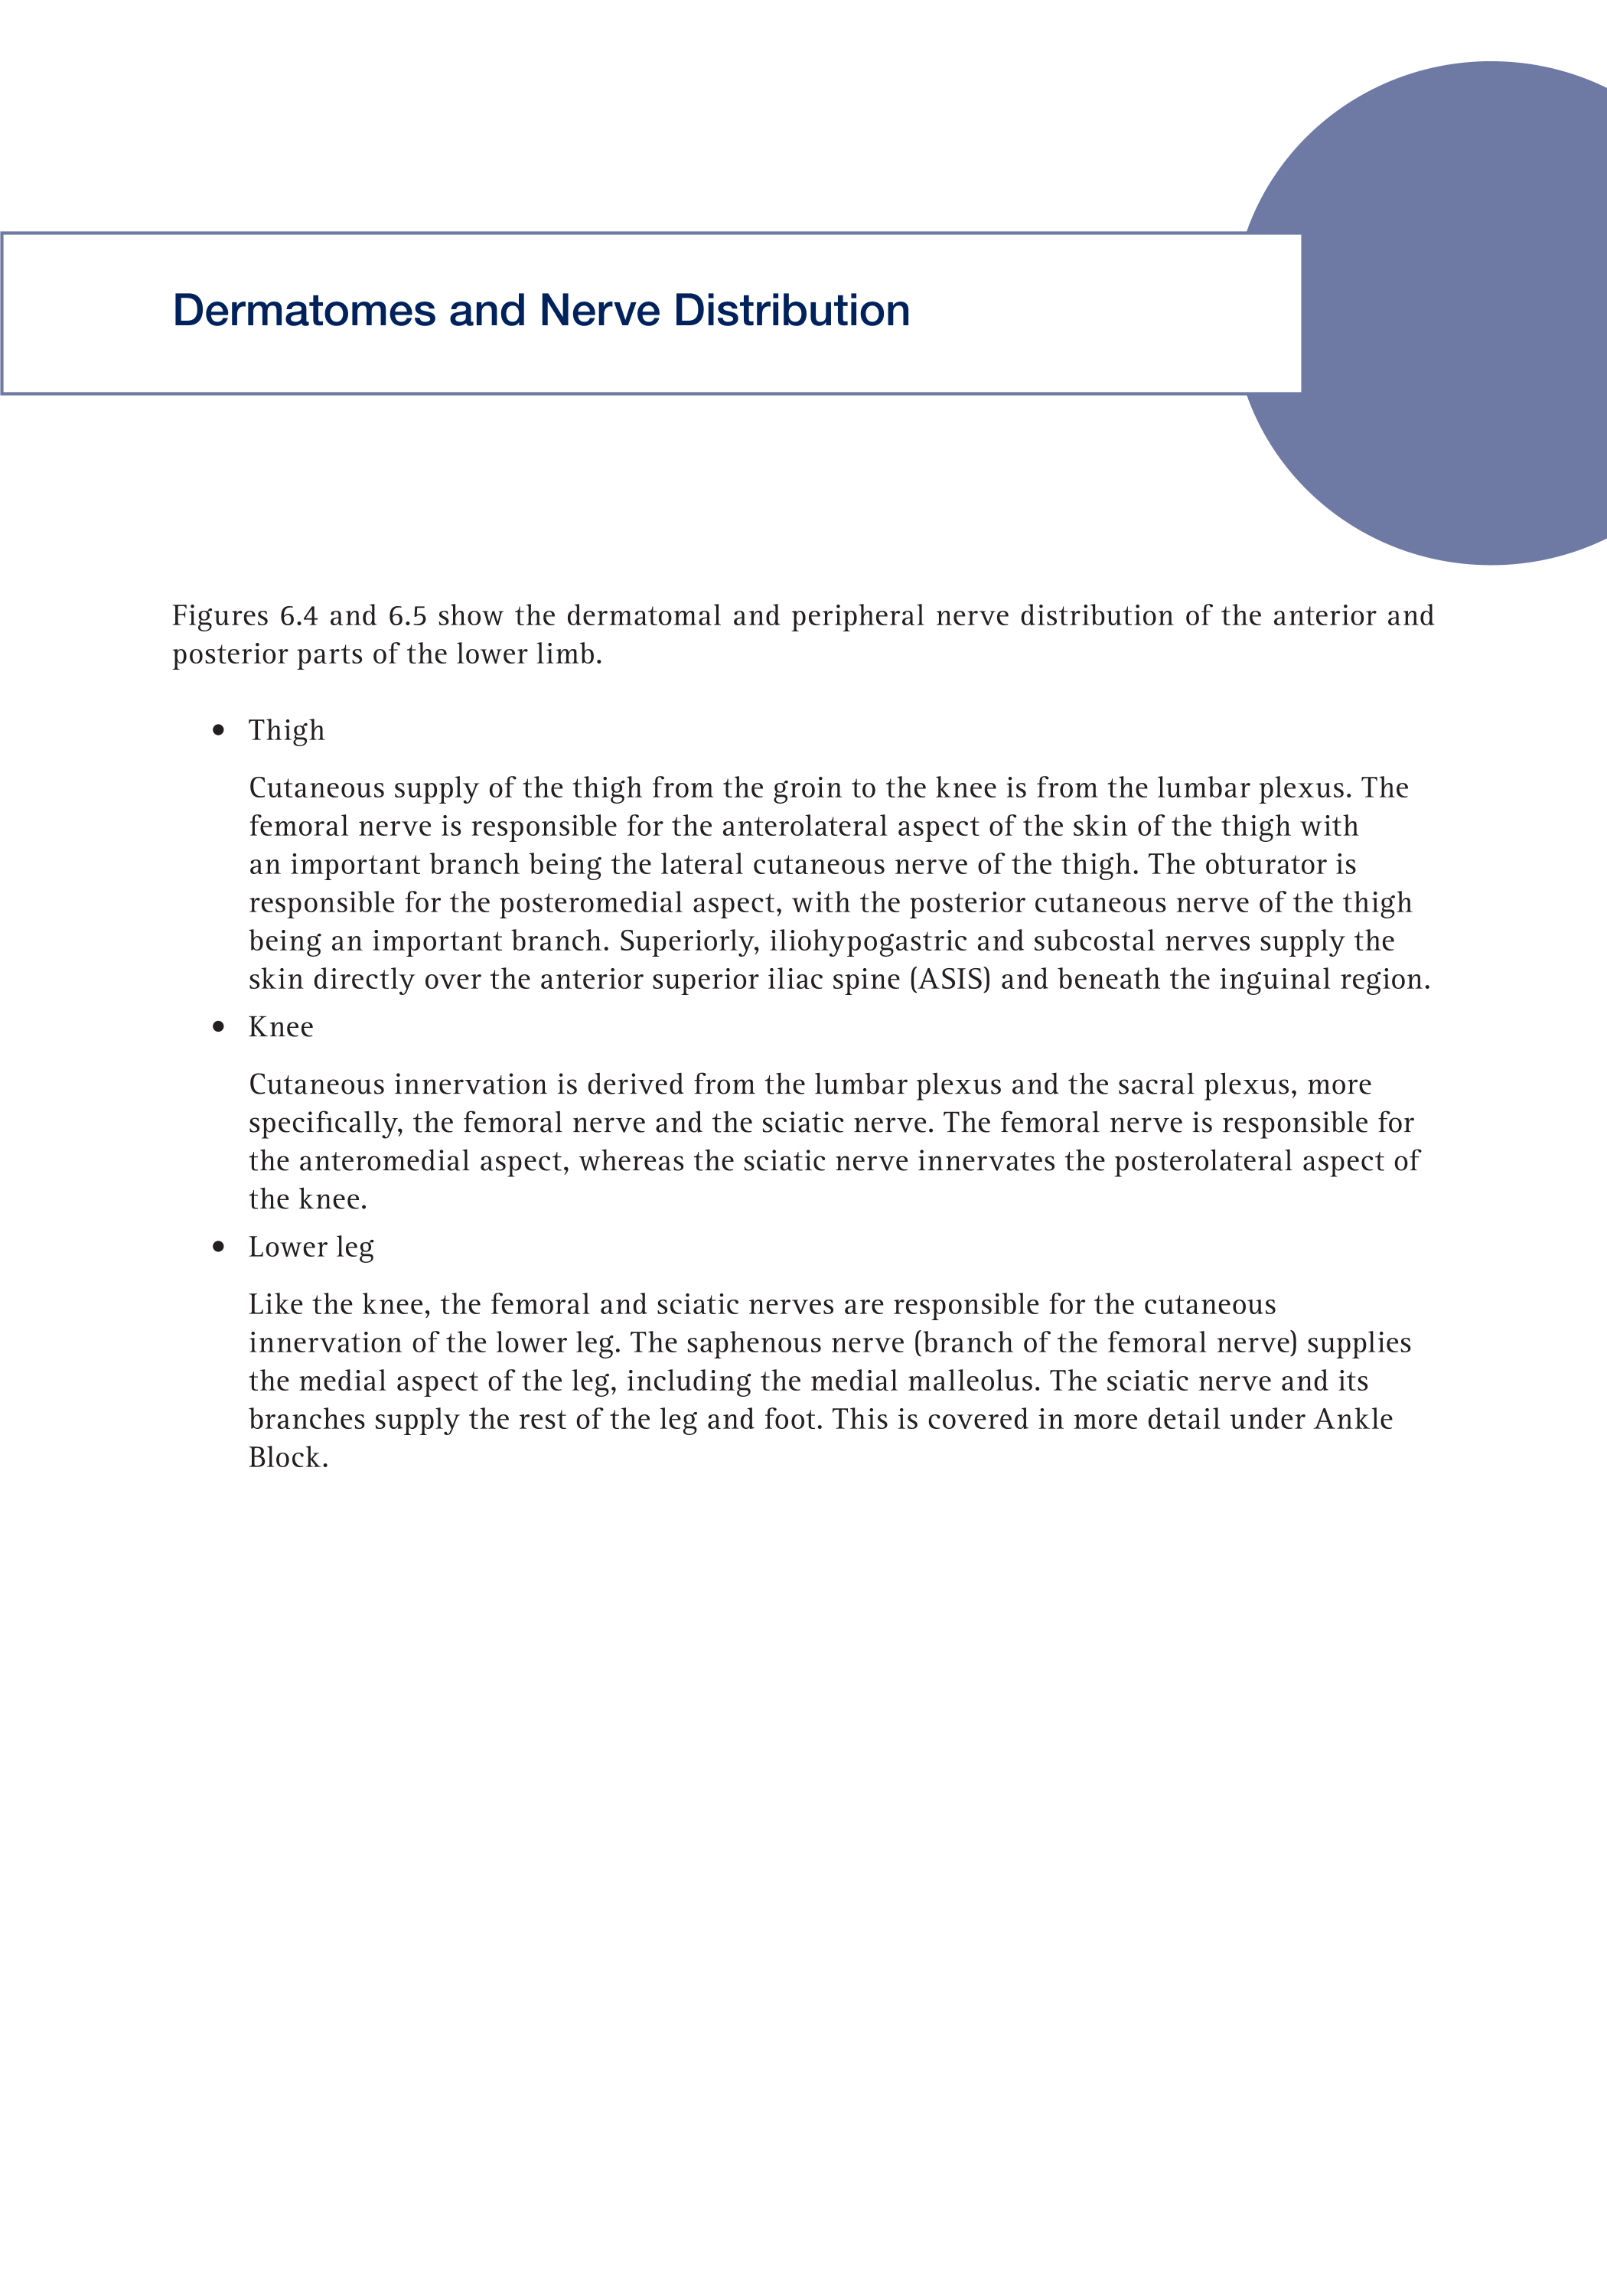 Dermatomes and Nerve Distribution
Figures 6.4 and 6.5 show the dermatomal and peripheral nerve distribution of the anterior and
posterior parts of the lower limb.
• Thigh
Cutaneous supply of the thigh from the groin to the knee is from the lumbar plexus. The
femoral nerve is responsible for the anterolateral aspect of the skin of the thigh with
an important branch being the lateral cutaneous nerve of the thigh. The obturator is
responsible for the posteromedial aspect, with the posterior cutaneous nerve of the thigh
being an important branch. Superiorly, iliohypogastric and subcostal nerves supply the
skin directly over the anterior superior iliac spine (ASIS) and beneath the inguinal region.
• Knee
Cutaneous innervation is derived from the lumbar plexus and the sacral plexus, more
specifically, the femoral nerve and the sciatic nerve. The femoral nerve is responsible for
the anteromedial aspect, whereas the sciatic nerve innervates the posterolateral aspect of
the knee.
• Lower leg
Like the knee, the femoral and sciatic nerves are responsible for the cutaneous
innervation of the lower leg. The saphenous nerve (branch of the femoral nerve) supplies
the medial aspect of the leg, including the medial malleolus. The sciatic nerve and its
branches supply the rest of the leg and foot. This is covered in more detail under Ankle
Block.